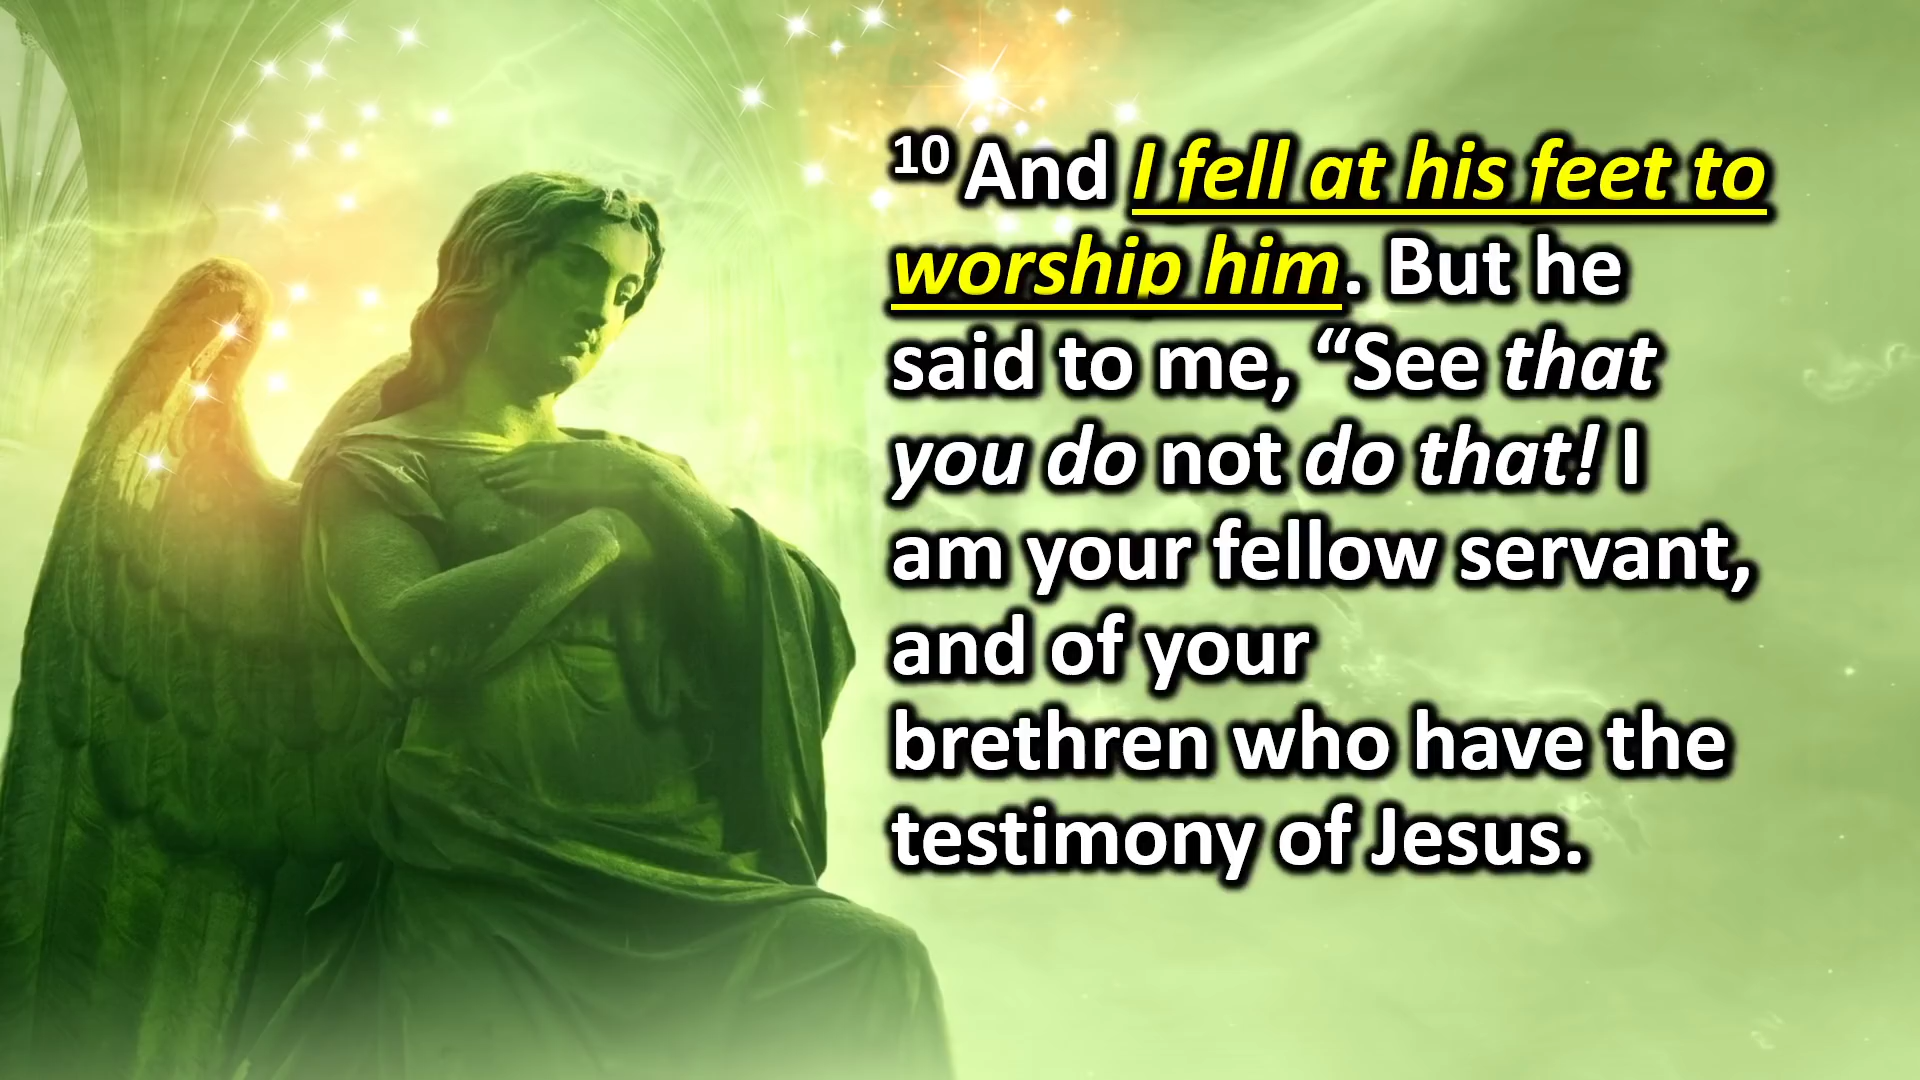 10 And I fell at his feet to
worship him. But he
said to me, “See that
you do not do that! I
am your fellow servant,
and of your
brethren who have the
testimony of Jesus.